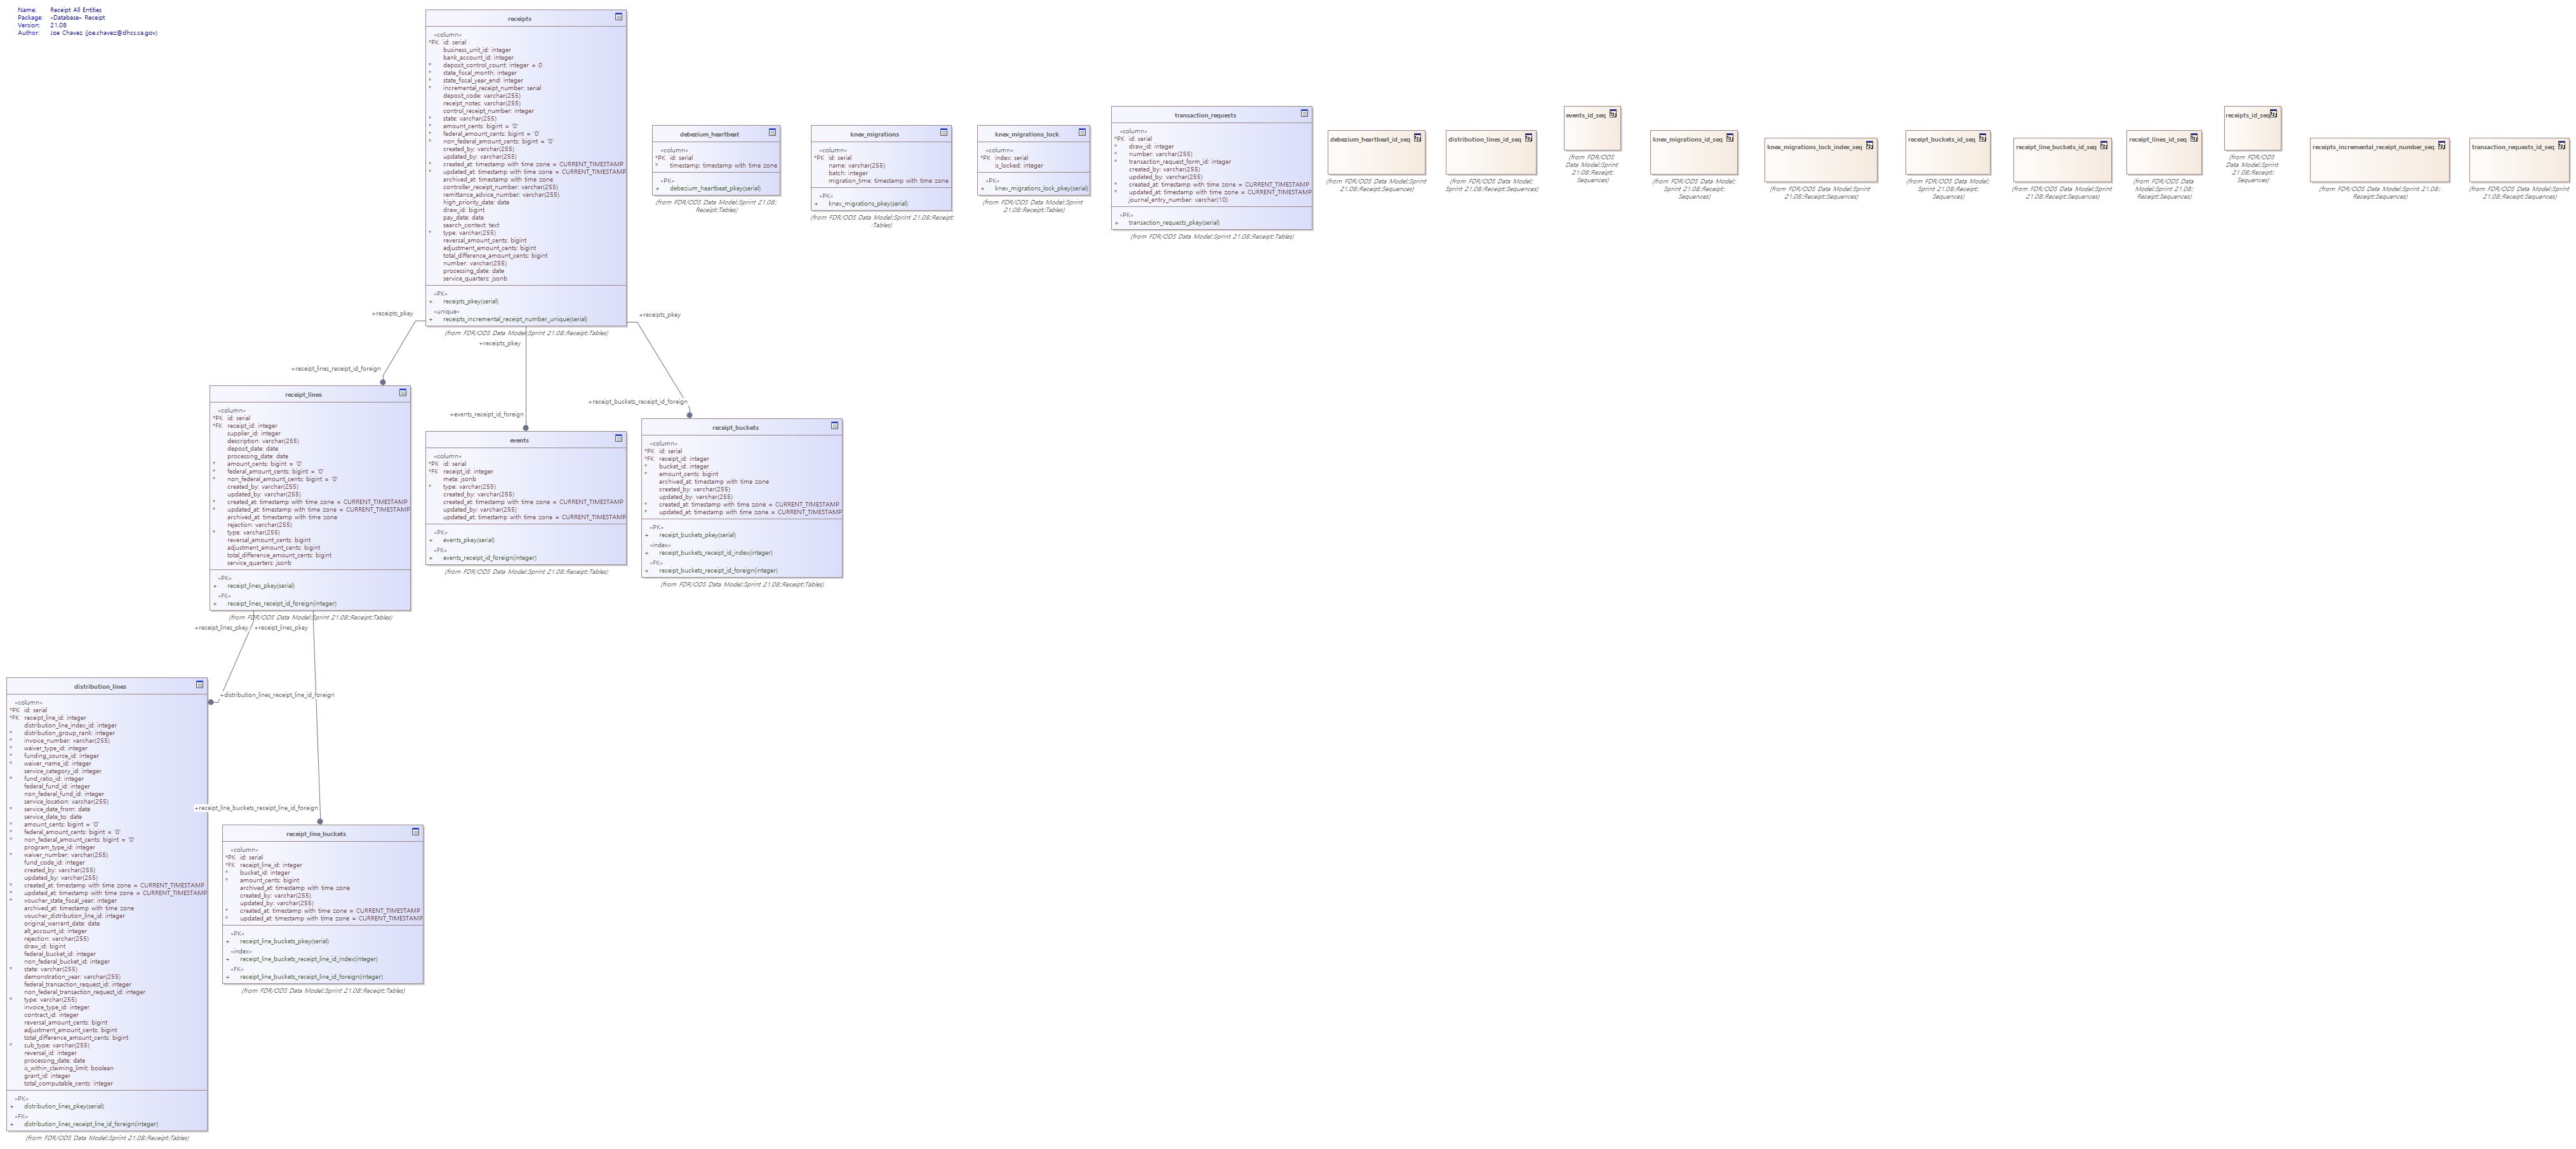 Name: Receipt All Entities
Package: «Database» Receipt
Version: 21.08
Author: Joe Chavez (joe.chavez@dhcs.ca.gov)
receipts
«column»
*PK id: serial
business_unit_id: integer
bank_account_id: integer
* deposit_control_count: integer = 0
* state_fiscal_month: integer
* state_fiscal_year_end: integer
* incremental_receipt_number: serial
deposit_code: varchar(255)
receipt_notes: varchar(255)
control_receipt_number: integer
* state: varchar(255)
* amount_cents: bigint = '0'
* federal_amount_cents: bigint = '0'
* non_federal_amount_cents: bigint = '0'
created_by: varchar(255)
updated_by: varchar(255)
* created_at: timestamp with time zone = CURRENT_TIMESTAMP
* updated_at: timestamp with time zone = CURRENT_TIMESTAMP
archived_at: timestamp with time zone
controller_receipt_number: varchar(255)
remittance_advice_number: varchar(255)
high_priority_date: date
draw_id: bigint
pay_date: date
search_context: text
* type: varchar(255)
reversal_amount_cents: bigint
adjustment_amount_cents: bigint
total_difference_amount_cents: bigint
number: varchar(255)
processing_date: date
service_quarters: jsonb
«PK»
+ receipts_pkey(serial)
«unique»
+ receipts_incremental_receipt_number_unique(serial)
(from FDR/ODS Data Model:Sprint 21.08::Receipt:Tables)
debezium_heartbeat
«column»
*PK id: serial
* timestamp: timestamp with time zone
«PK»
+ debezium_heartbeat_pkey(serial)
(from FDR/ODS Data Model:Sprint 21.08::
Receipt:Tables)
knex_migrations
«column»
*PK id: serial
name: varchar(255)
batch: integer
migration_time: timestamp with time zone
«PK»
+ knex_migrations_pkey(serial)
(from FDR/ODS Data Model:Sprint 21.08::Receipt
:Tables)
knex_migrations_lock
«column»
*PK index: serial
is_locked: integer
«PK»
+ knex_migrations_lock_pkey(serial)
(from FDR/ODS Data Model:Sprint
21.08::Receipt:Tables)
transaction_requests
«column»
*PK id: serial
* draw_id: integer
* number: varchar(255)
* transaction_request_form_id: integer
created_by: varchar(255)
updated_by: varchar(255)
* created_at: timestamp with time zone = CURRENT_TIMESTAMP
* updated_at: timestamp with time zone = CURRENT_TIMESTAMP
journal_entry_number: varchar(10)
«PK»
+ transaction_requests_pkey(serial)
(from FDR/ODS Data Model:Sprint 21.08::Receipt:Tables)
debezium_heartbeat_id_seq
(from FDR/ODS Data Model:Sprint
21.08::Receipt:Sequences)
distribution_lines_id_seq
(from FDR/ODS Data Model:
Sprint 21.08::Receipt:Sequences)
events_id_seq
(from FDR/ODS
Data Model:Sprint
21.08::Receipt:
Sequences)
knex_migrations_id_seq
(from FDR/ODS Data Model:
Sprint 21.08::Receipt:
Sequences)
knex_migrations_lock_index_seq
(from FDR/ODS Data Model:Sprint
21.08::Receipt:Sequences)
receipt_buckets_id_seq
(from FDR/ODS Data Model:
Sprint 21.08::Receipt:
Sequences)
receipt_line_buckets_id_seq
(from FDR/ODS Data Model:Sprint
21.08::Receipt:Sequences)
receipt_lines_id_seq
(from FDR/ODS Data
Model:Sprint 21.08::
Receipt:Sequences)
receipts_id_seq
(from FDR/ODS
Data Model:Sprint
21.08::Receipt:
Sequences)
receipts_incremental_receipt_number_seq
(from FDR/ODS Data Model:Sprint 21.08::
Receipt:Sequences)
transaction_requests_id_seq
(from FDR/ODS Data Model:Sprint
21.08::Receipt:Sequences)
+receipts_pkey
+receipts_pkey
+receipts_pkey
+receipt_lines_receipt_id_foreign
+events_receipt_id_foreign
+receipt_buckets_receipt_id_foreign
receipt_lines
«column»
*PK id: serial
*FK receipt_id: integer
supplier_id: integer
description: varchar(255)
deposit_date: date
processing_date: date
* amount_cents: bigint = '0'
* federal_amount_cents: bigint = '0'
* non_federal_amount_cents: bigint = '0'
created_by: varchar(255)
updated_by: varchar(255)
* created_at: timestamp with time zone = CURRENT_TIMESTAMP
* updated_at: timestamp with time zone = CURRENT_TIMESTAMP
archived_at: timestamp with time zone
rejection: varchar(255)
* type: varchar(255)
reversal_amount_cents: bigint
adjustment_amount_cents: bigint
total_difference_amount_cents: bigint
service_quarters: jsonb
«PK»
+ receipt_lines_pkey(serial)
«FK»
+ receipt_lines_receipt_id_foreign(integer)
(from FDR/ODS Data Model:Sprint 21.08::Receipt:Tables)
events
«column»
*PK id: serial
*FK receipt_id: integer
meta: jsonb
* type: varchar(255)
created_by: varchar(255)
created_at: timestamp with time zone = CURRENT_TIMESTAMP
updated_by: varchar(255)
updated_at: timestamp with time zone = CURRENT_TIMESTAMP
«PK»
+ events_pkey(serial)
«FK»
+ events_receipt_id_foreign(integer)
(from FDR/ODS Data Model:Sprint 21.08::Receipt:Tables)
receipt_buckets
«column»
*PK id: serial
*FK receipt_id: integer
* bucket_id: integer
* amount_cents: bigint
archived_at: timestamp with time zone
created_by: varchar(255)
updated_by: varchar(255)
* created_at: timestamp with time zone = CURRENT_TIMESTAMP
* updated_at: timestamp with time zone = CURRENT_TIMESTAMP
«PK»
+ receipt_buckets_pkey(serial)
«index»
+ receipt_buckets_receipt_id_index(integer)
«FK»
+ receipt_buckets_receipt_id_foreign(integer)
(from FDR/ODS Data Model:Sprint 21.08::Receipt:Tables)
+receipt_lines_pkey
+receipt_lines_pkey
+distribution_lines_receipt_line_id_foreign
+receipt_line_buckets_receipt_line_id_foreign
distribution_lines
«column»
*PK id: serial
*FK receipt_line_id: integer
distribution_line_index_id: integer
* distribution_group_rank: integer
* invoice_number: varchar(255)
* waiver_type_id: integer
* funding_source_id: integer
* waiver_name_id: integer
service_category_id: integer
* fund_ratio_id: integer
federal_fund_id: integer
non_federal_fund_id: integer
service_location: varchar(255)
* service_date_from: date
service_date_to: date
* amount_cents: bigint = '0'
* federal_amount_cents: bigint = '0'
* non_federal_amount_cents: bigint = '0'
program_type_id: integer
* waiver_number: varchar(255)
fund_code_id: integer
created_by: varchar(255)
updated_by: varchar(255)
* created_at: timestamp with time zone = CURRENT_TIMESTAMP
* updated_at: timestamp with time zone = CURRENT_TIMESTAMP
* voucher_state_fiscal_year: integer
archived_at: timestamp with time zone
voucher_distribution_line_id: integer
original_warrant_date: date
alt_account_id: integer
rejection: varchar(255)
draw_id: bigint
federal_bucket_id: integer
non_federal_bucket_id: integer
* state: varchar(255)
demonstration_year: varchar(255)
federal_transaction_request_id: integer
non_federal_transaction_request_id: integer
* type: varchar(255)
invoice_type_id: integer
contract_id: integer
reversal_amount_cents: bigint
adjustment_amount_cents: bigint
total_difference_amount_cents: bigint
* sub_type: varchar(255)
reversal_id: integer
processing_date: date
is_within_claiming_limit: boolean
grant_id: integer
total_computable_cents: integer
«PK»
+ distribution_lines_pkey(serial)
«FK»
+ distribution_lines_receipt_line_id_foreign(integer)
(from FDR/ODS Data Model:Sprint 21.08::Receipt:Tables)
receipt_line_buckets
«column»
*PK id: serial
*FK receipt_line_id: integer
* bucket_id: integer
* amount_cents: bigint
archived_at: timestamp with time zone
created_by: varchar(255)
updated_by: varchar(255)
* created_at: timestamp with time zone = CURRENT_TIMESTAMP
* updated_at: timestamp with time zone = CURRENT_TIMESTAMP
«PK»
+ receipt_line_buckets_pkey(serial)
«index»
+ receipt_line_buckets_receipt_line_id_index(integer)
«FK»
+ receipt_line_buckets_receipt_line_id_foreign(integer)
(from FDR/ODS Data Model:Sprint 21.08::Receipt:Tables)